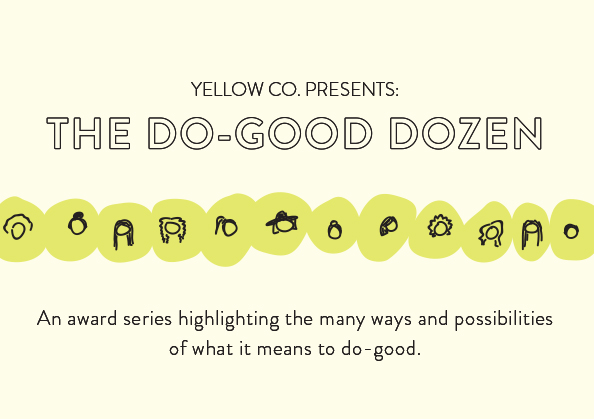 YELLOW CO. PRESENTS:
THE DO-GOOD DOZEN
An award series highlighting the many ways and possibilities
of what it means to do-good.